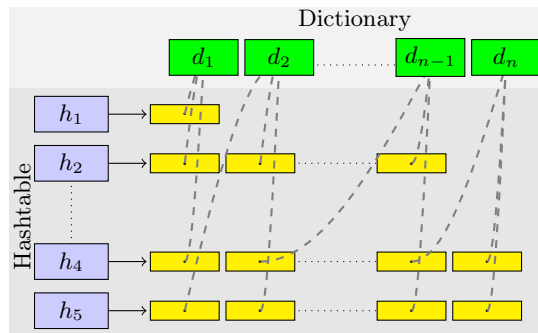 Dictionary
d₁ d₂ dₙ₋₁ dₙ
Hashtable
h₁
h₂
h₄
h₅